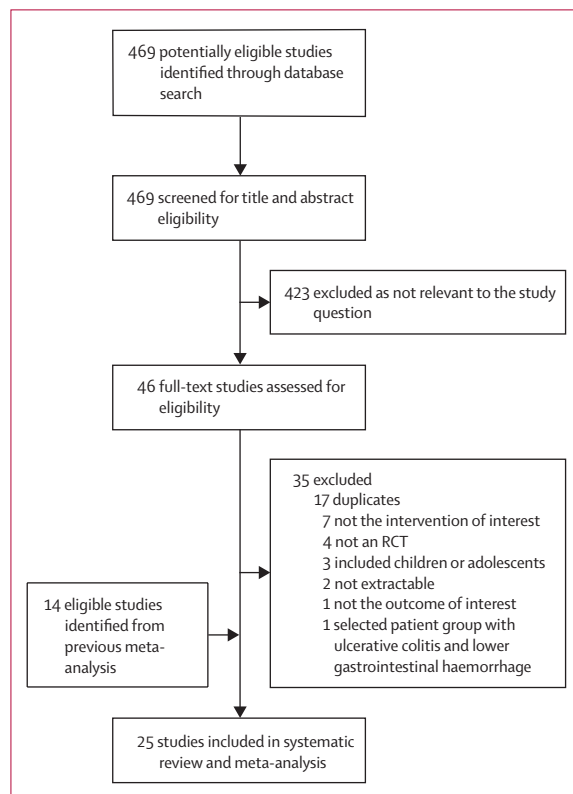 469 potentially eligible studies
identified through database
search
469 screened for title and abstract
eligibility
423 excluded as not relevant to the study
question
46 full-text studies assessed for
eligibility
35 excluded
17 duplicates
7 not the intervention of interest
4 not an RCT
3 included children or adolescents
2 not extractable
1 not the outcome of interest
1 selected patient group with
ulcerative colitis and lower
gastrointestinal haemorrhage
14 eligible studies
identified from
previous meta-
analysis
25 studies included in systematic
review and meta-analysis